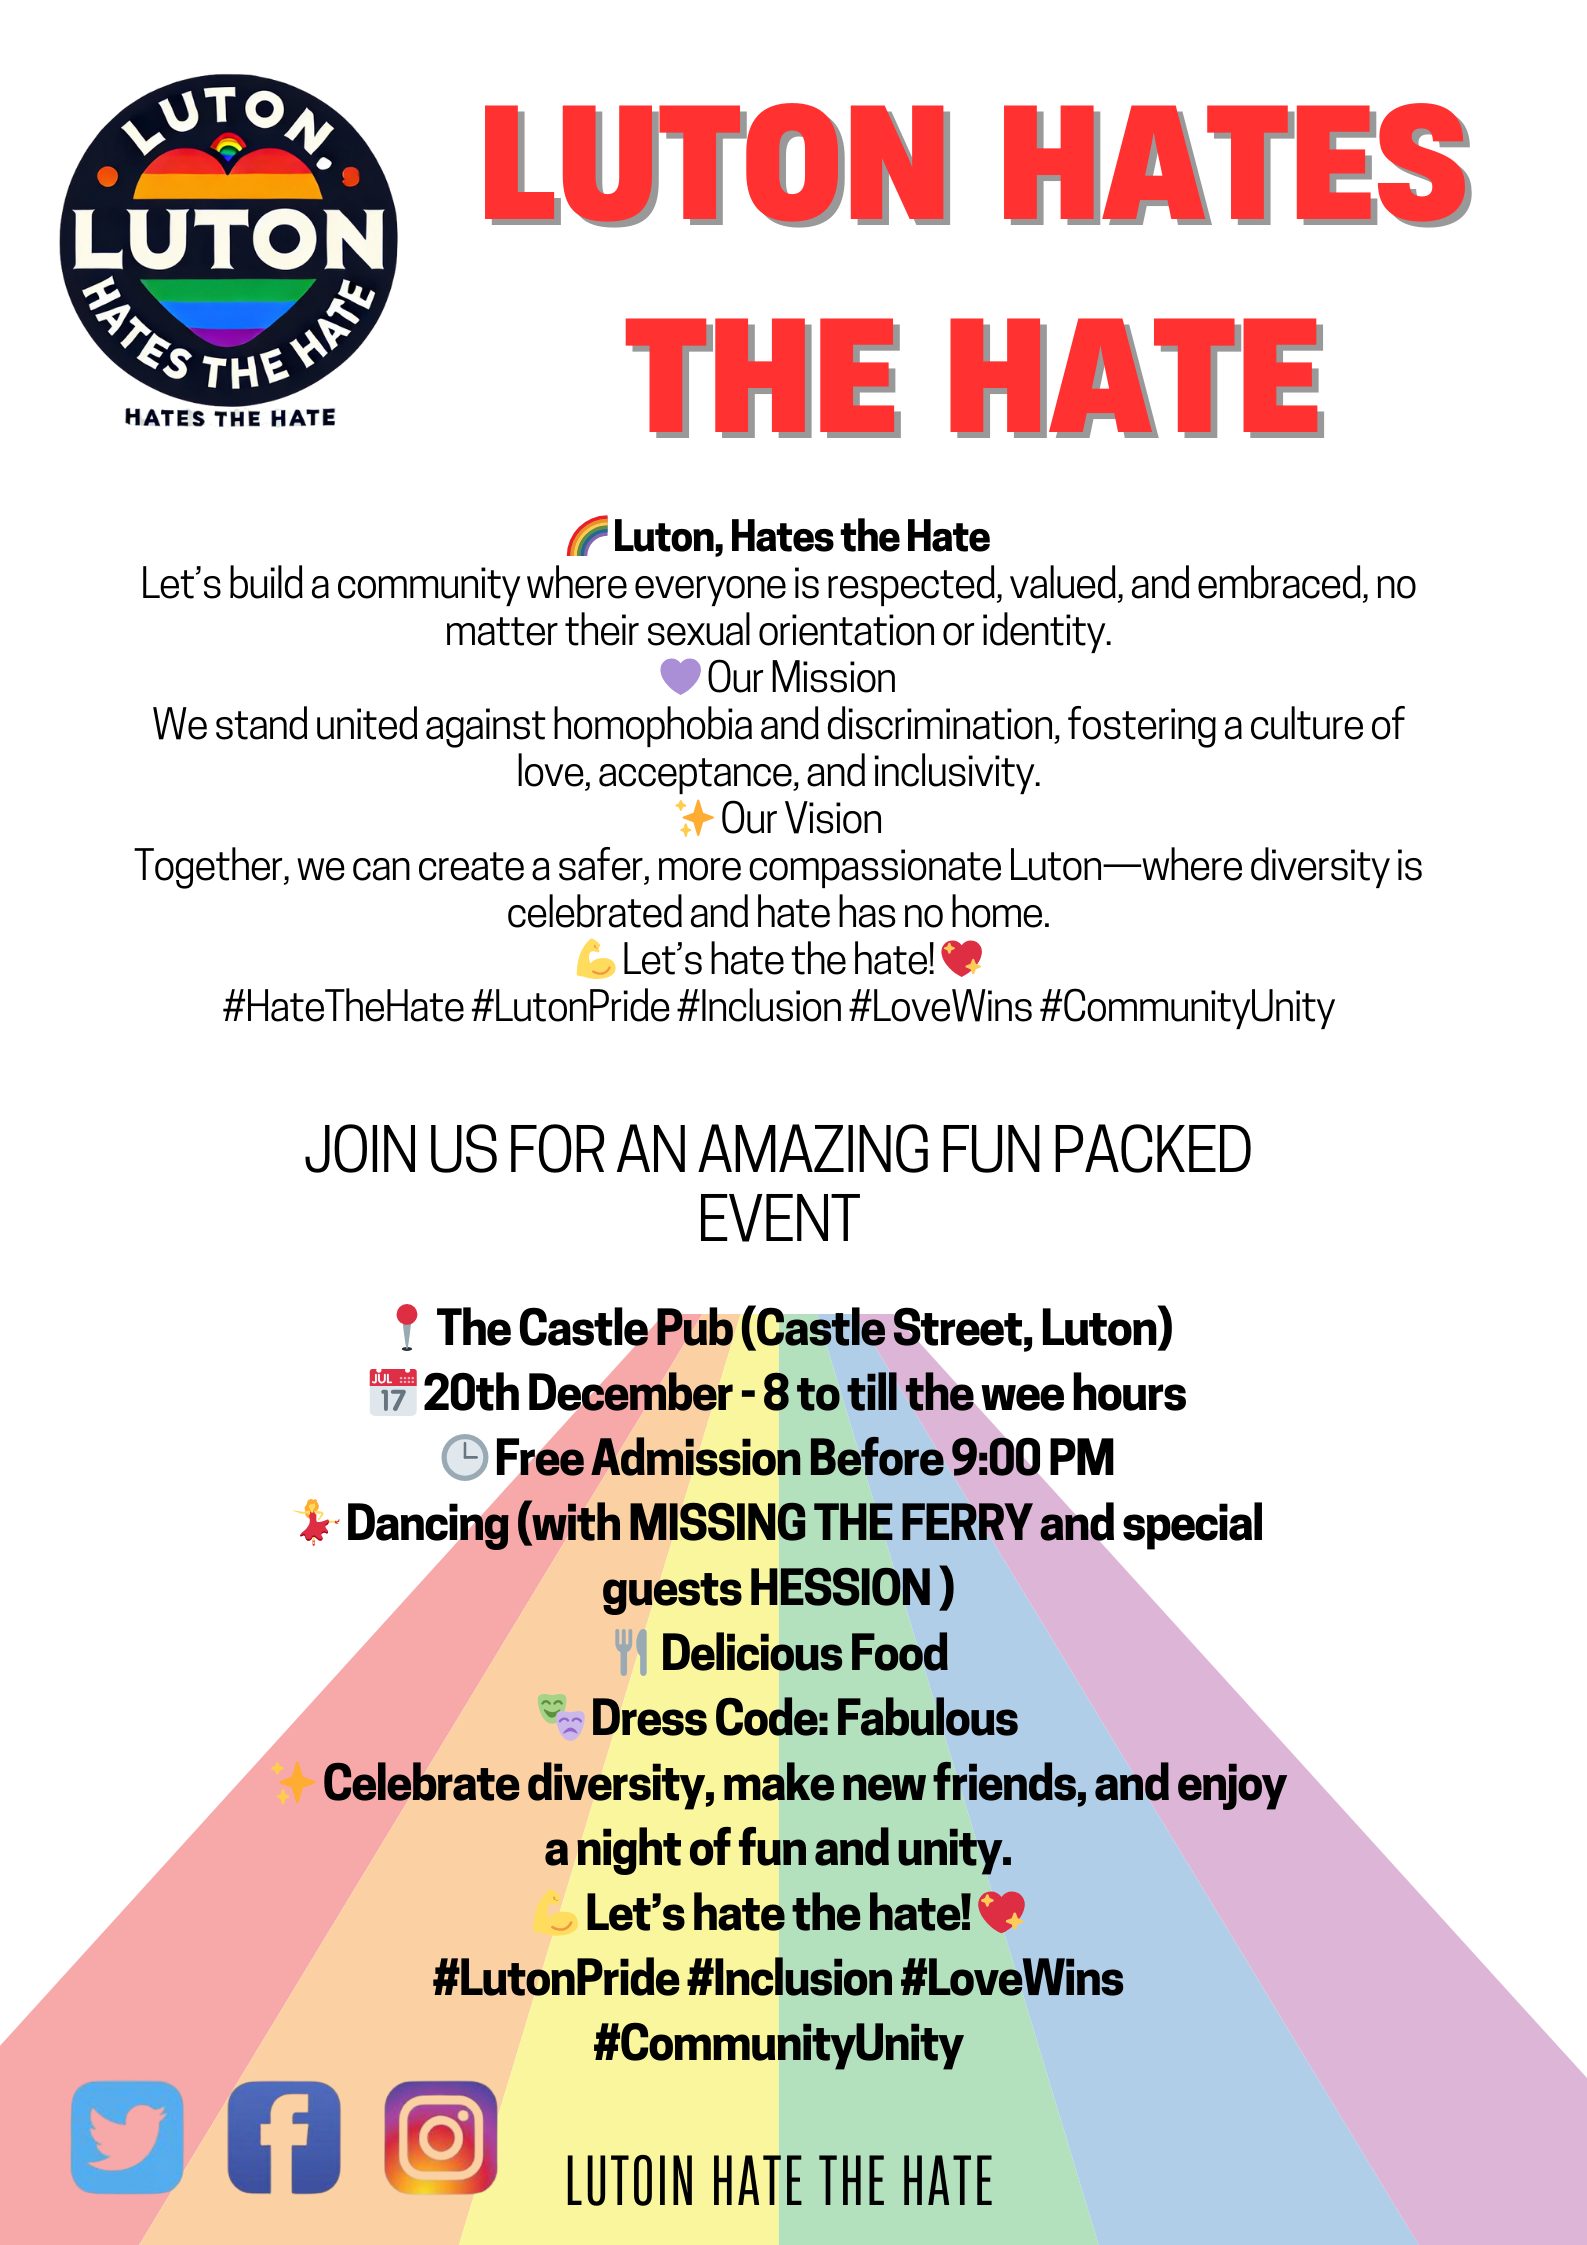 LUTON,
LUTON
HATES THE HATE
HATES THE HATE
LUTON HATES
THE HATE
🌈Luton, Hates the Hate
Let’s build a community where everyone is respected, valued, and embraced, no
matter their sexual orientation or identity.
💜Our Mission
We stand united against homophobia and discrimination, fostering a culture of
love, acceptance, and inclusivity.
✨Our Vision
Together, we can create a safer, more compassionate Luton—where diversity is
celebrated and hate has no home.
💪Let’s hate the hate!💖
#HateTheHate #LutonPride #Inclusion #LoveWins #CommunityUnity
JOIN US FOR AN AMAZING FUN PACKED
EVENT
📍 The Castle Pub (Castle Street, Luton)
📅20th December - 8 to till the wee hours
🕒Free Admission Before 9:00 PM
💃Dancing (with MISSING THE FERRY and special
guests HESSION )
🍴 Delicious Food
🎭Dress Code: Fabulous
✨Celebrate diversity, make new friends, and enjoy
a night of fun and unity.
💪Let’s hate the hate!💖
#LutonPride #Inclusion #LoveWins
#CommunityUnity
LUTOIN HATE THE HATE